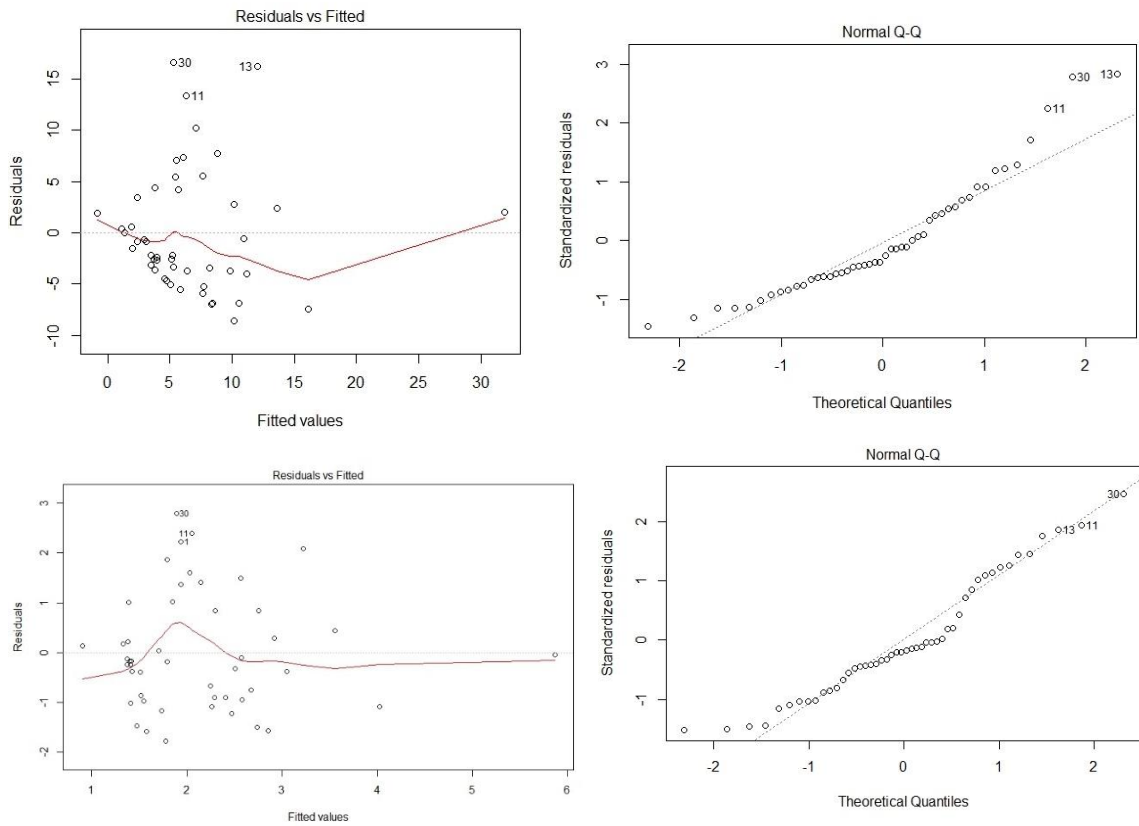 Residuals vs Fitted
Residuals
15
10
5
0
-5
-10
30
13
11
0 5 10 15 20 25 30
Fitted values
Normal Q-Q
Standardized residuals
3
2
1
0
-1
30
13
11
-2 -1 0 1 2
Theoretical Quantiles
Residuals vs Fitted
Residuals
3
2
1
0
-1
-2
30
11
1
1 2 3 4 5 6
Fitted values
Normal Q-Q
Standardized residuals
2
1
0
-1
30
13
11
-2 -1 0 1 2
Theoretical Quantiles